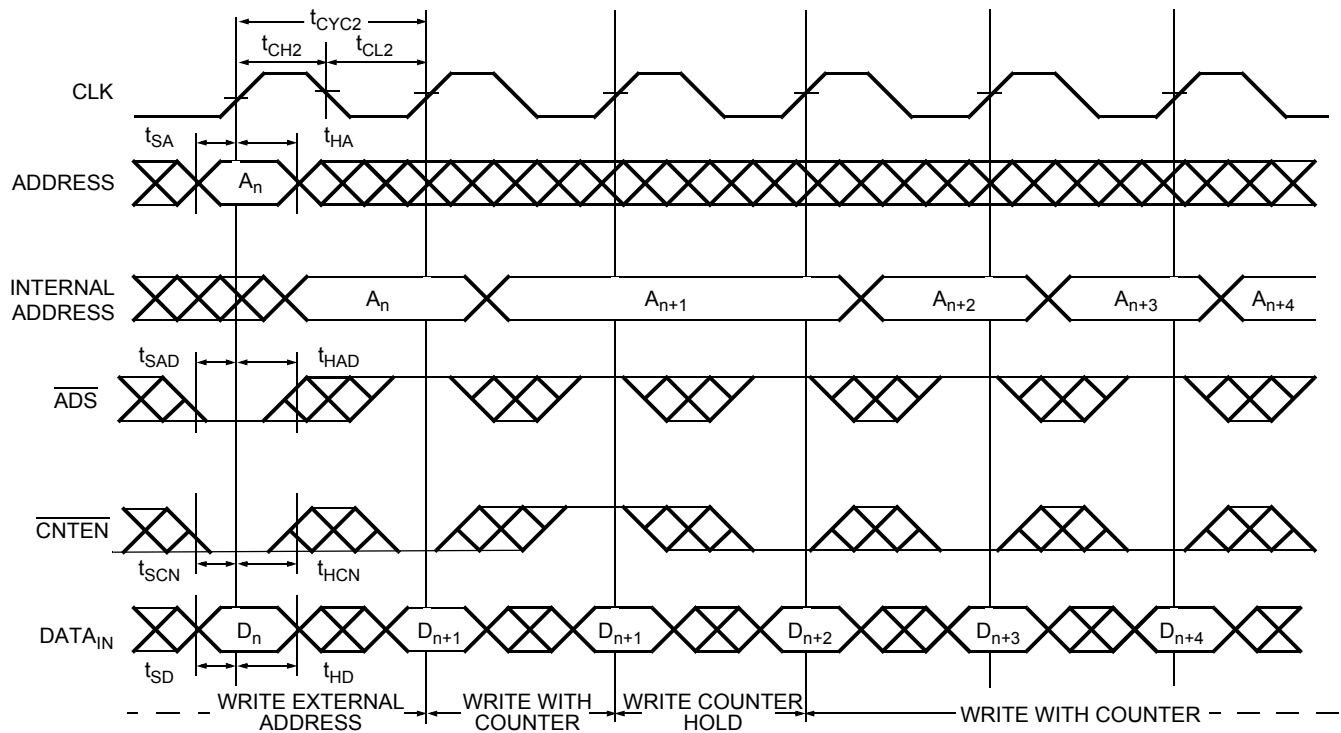 tCYC2
tCH2 tCL2
CLK
tSA tHA
ADDRESS An
INTERNAL
ADDRESS
An An+1 An+2 An+3 An+4
tSAD tHAD
ADS
CNTEN
tSCN tHCN
DATAIN Dn Dn+1 Dn+1 Dn+2 Dn+3 Dn+4
tSD tHD
WRITE EXTERNAL
ADDRESS
WRITE WITH
COUNTER
WRITE COUNTER
HOLD
WRITE WITH COUNTER